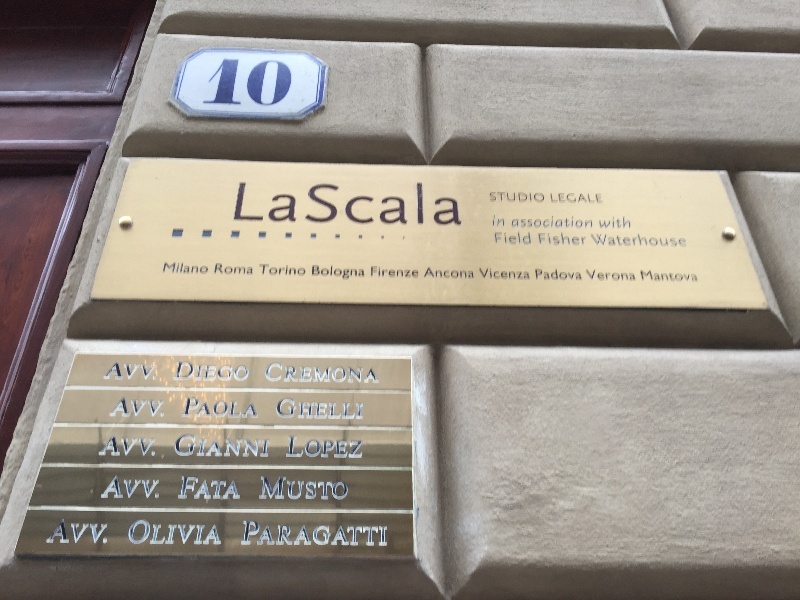 10
LaScala
STUDIO LEGALE
in association with
Field Fisher Waterhouse
Milano Roma Torino Bologna Firenze Ancona Vicenza Padova Verona Mantova
AVV. DIEGO CREMONA
AVV. PAOLA GHELLI
AVV. GIANNI LOPEZ
AVV. FATA MUSTO
AVV. OLIVIA PARAGATTI